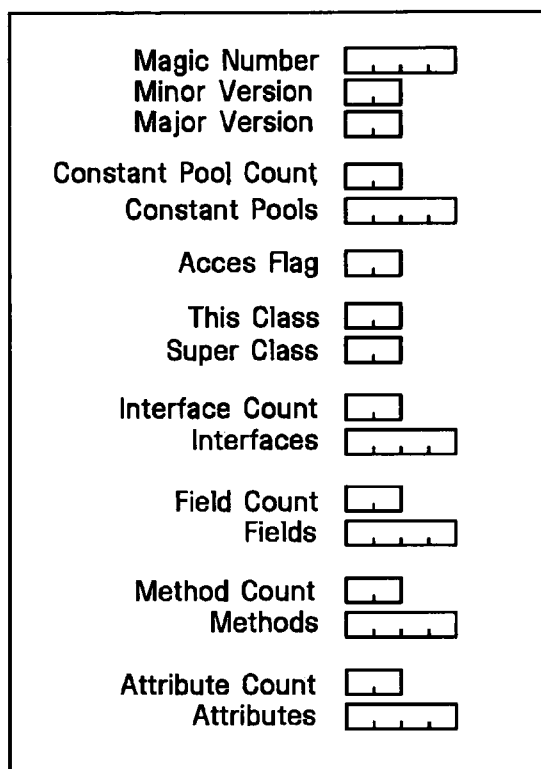 Magic Number
Minor Version
Major Version
Constant Pool Count
Constant Pools
Acces Flag
This Class
Super Class
Interface Count
Interfaces
Field Count
Fields
Method Count
Methods
Attribute Count
Attributes